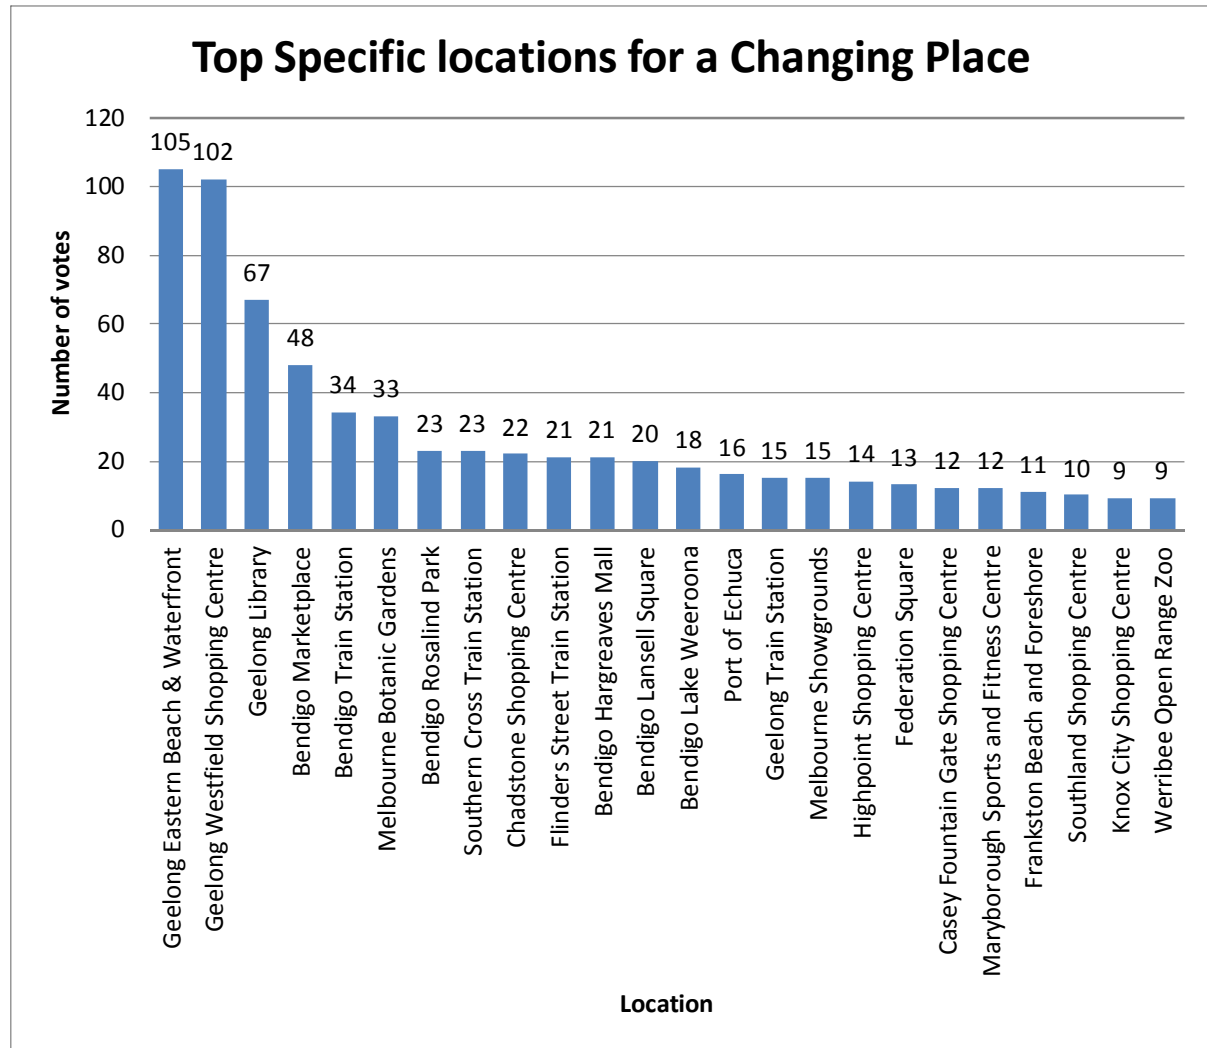 Top Specific locations for a Changing Place
Number of votes
120
100
80
60
40
20
0
105
102
67
48
34
33
23
23
22
21
21
20
18
16
15
15
14
13
12
12
11
10
9
9
Geelong Eastern Beach & Waterfront
Geelong Westfield Shopping Centre
Geelong Library
Bendigo Marketplace
Bendigo Train Station
Melbourne Botanic Gardens
Bendigo Rosalind Park
Southern Cross Train Station
Chadstone Shopping Centre
Flinders Street Train Station
Bendigo Hargreaves Mall
Bendigo Lansell Square
Bendigo Lake Weeroona
Port of Echuca
Geelong Train Station
Melbourne Showgrounds
Highpoint Shopping Centre
Federation Square
Casey Fountain Gate Shopping Centre
Maryborough Sports and Fitness Centre
Frankston Beach and Foreshore
Southland Shopping Centre
Knox City Shopping Centre
Werribee Open Range Zoo
Location